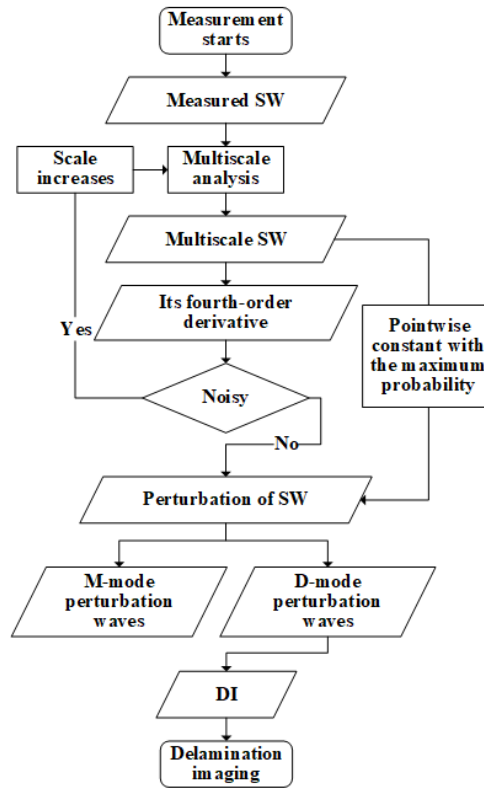 Measurement
starts
Measured SW
Scale
increases
Multiscale
analysis
Multiscale SW
Its fourth-order
derivative
Yes
Pointwise
constant with
the maximum
probability
Noisy
No
Perturbation of SW
M-mode
perturbation
waves
D-mode
perturbation
waves
DI
Delamination
imaging